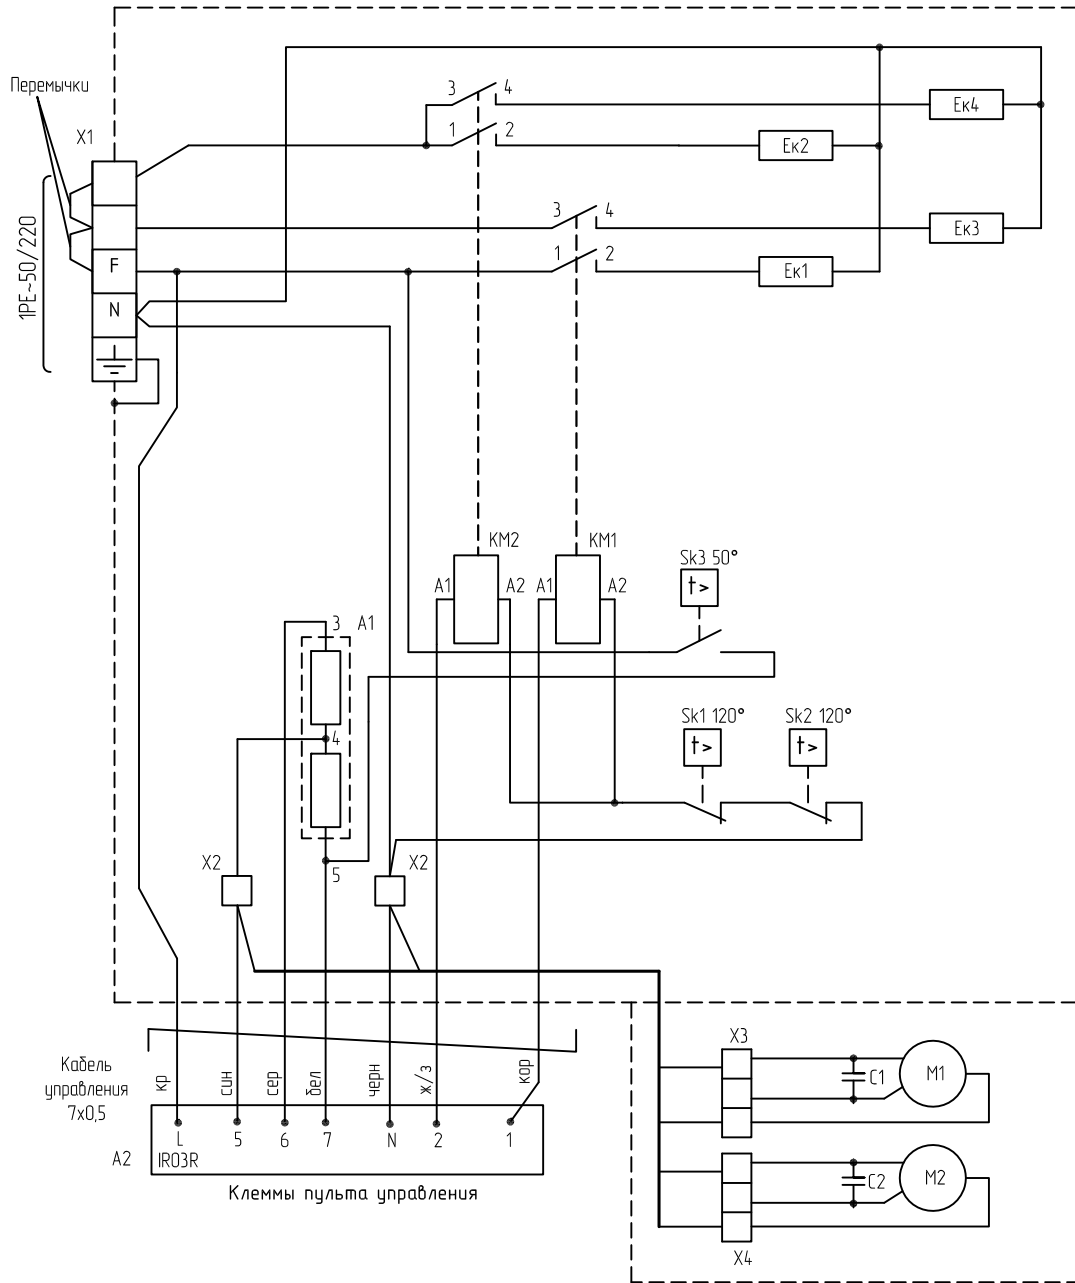 Перемычки
X1
1PE~50/220
F
N
3 4
1 2
3 4
1 2
Ек4
Ек2
Ек3
Ек1
КМ2
КМ1
A1 A2
A1 A2
Sk3 50°
t>
Sk1 120°
t>
Sk2 120°
t>
3 A1
4
5
X2
X2
Кабель
управления
7x0,5
кр
син
сер
бел
черн
ж/з
кор
L 5 6 7 N 2 1
A2
IR03R
Клеммы пульта управления
X3
C1
M1
C2
M2
X4